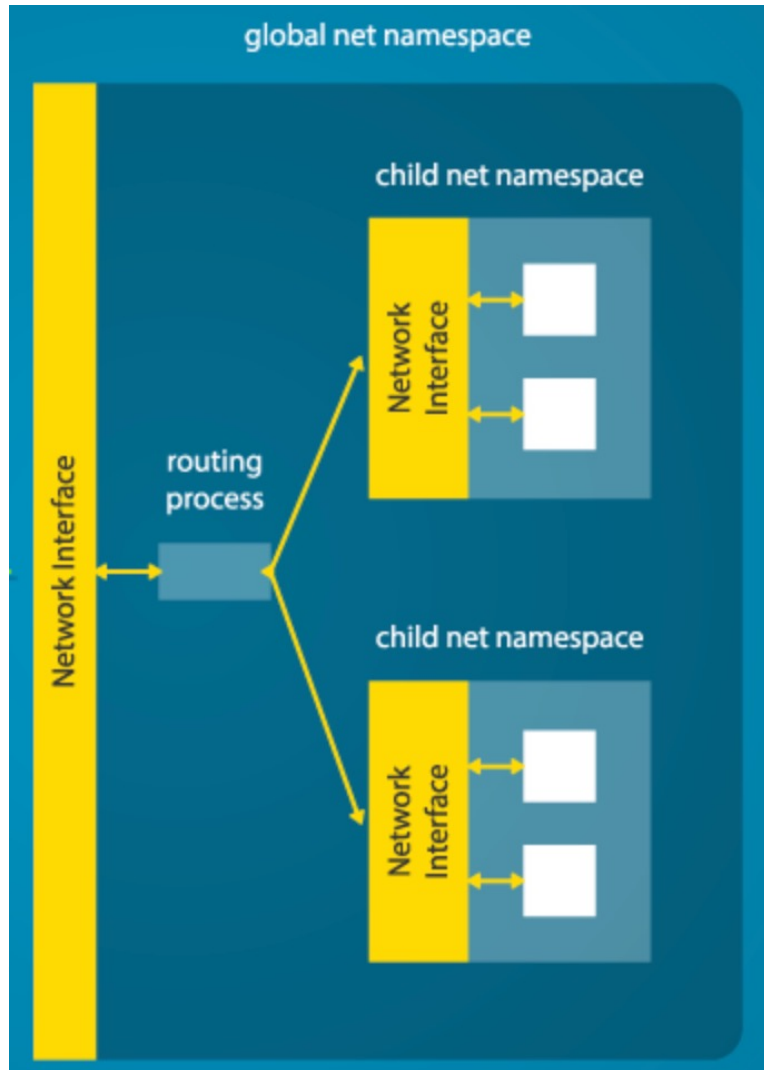 global net namespace
child net namespace
Network
Interface
routing
process
Network Interface
child net namespace
Network
Interface